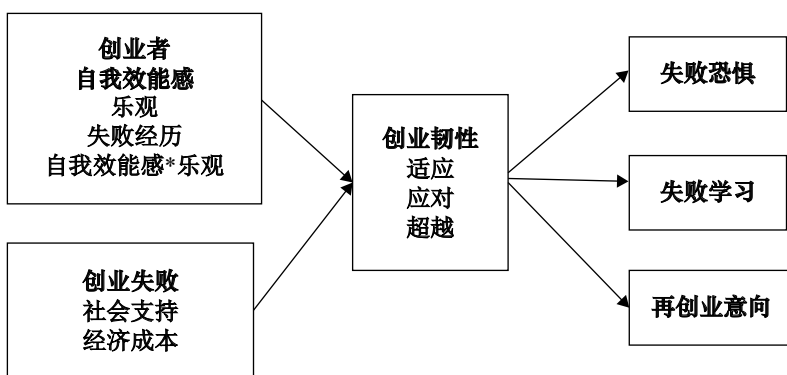 创业者
自我效能感
乐观
失败经历
自我效能感*乐观
创业失败
社会支持
经济成本
创业韧性
适应
应对
超越
失败恐惧
失败学习
再创业意向